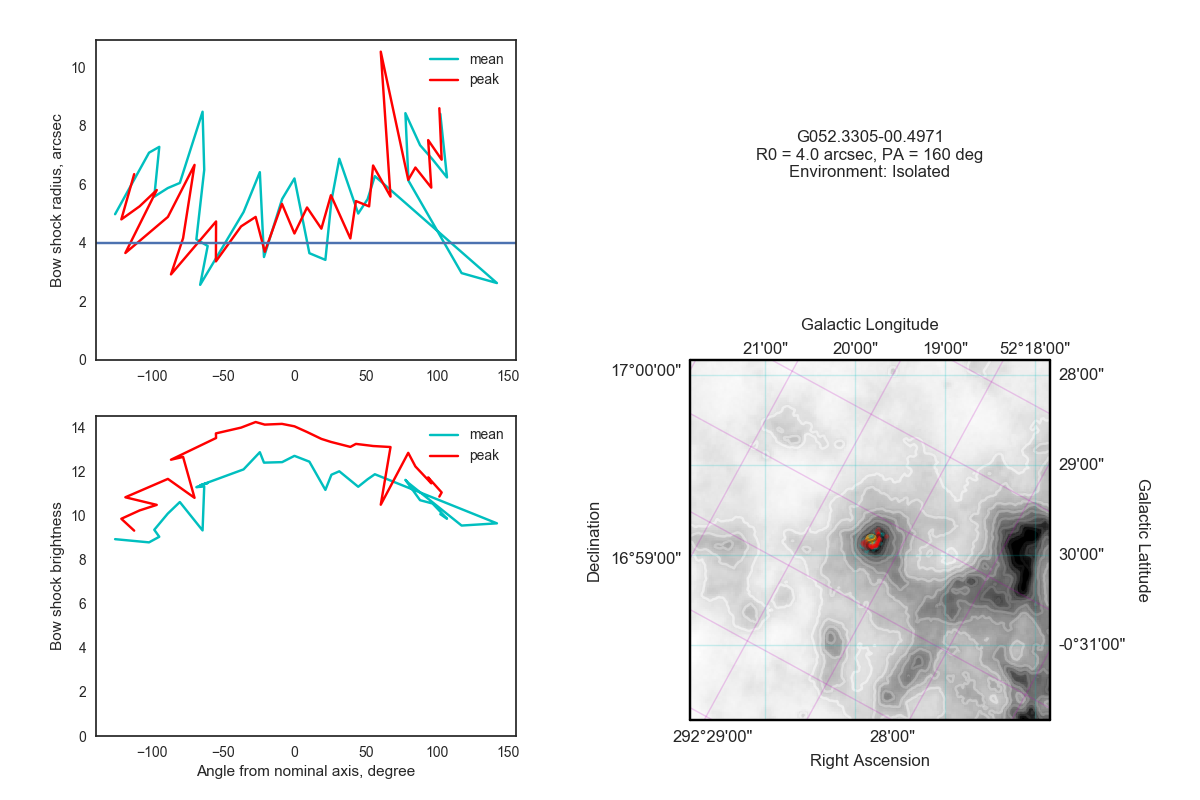 10
8
6
4
2
0
Bow shock radius, arcsec
mean
peak
−100
−50
0
50
100
150
14
12
10
8
6
4
2
0
Bow shock brightness
mean
peak
−100
−50
0
50
100
150
Angle from nominal axis, degree
G052.3305-00.4971
R0 = 4.0 arcsec, PA = 160 deg
Environment: Isolated
Galactic Longitude
21'00" 20'00" 19'00" 52°18'00"
17°00'00"
16°59'00"
Declination
28'00"
29'00"
30'00"
-0°31'00"
Galactic Latitude
292°29'00" 28'00"
Right Ascension